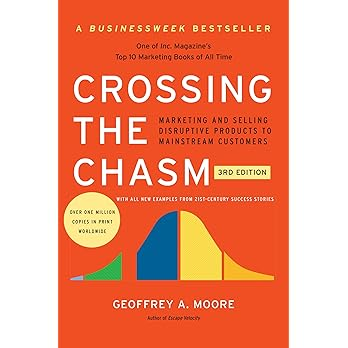 A BUSINESSWEEK BESTSELLER
One of Inc. Magazine's
Top 10 Marketing Books of All Time
CROSSING
THE
MARKETING AND SELLING
DISRUPTIVE PRODUCTS TO
MAINSTREAM CUSTOMERS
CHASM
3RD EDITION
WITH ALL NEW EXAMPLES FROM 21ST-CENTURY SUCCESS STORIES
OVER ONE MILLION
COPIES IN PRINT
WORLDWIDE
GEOFFREY A. MOORE
Author of Escape Velocity